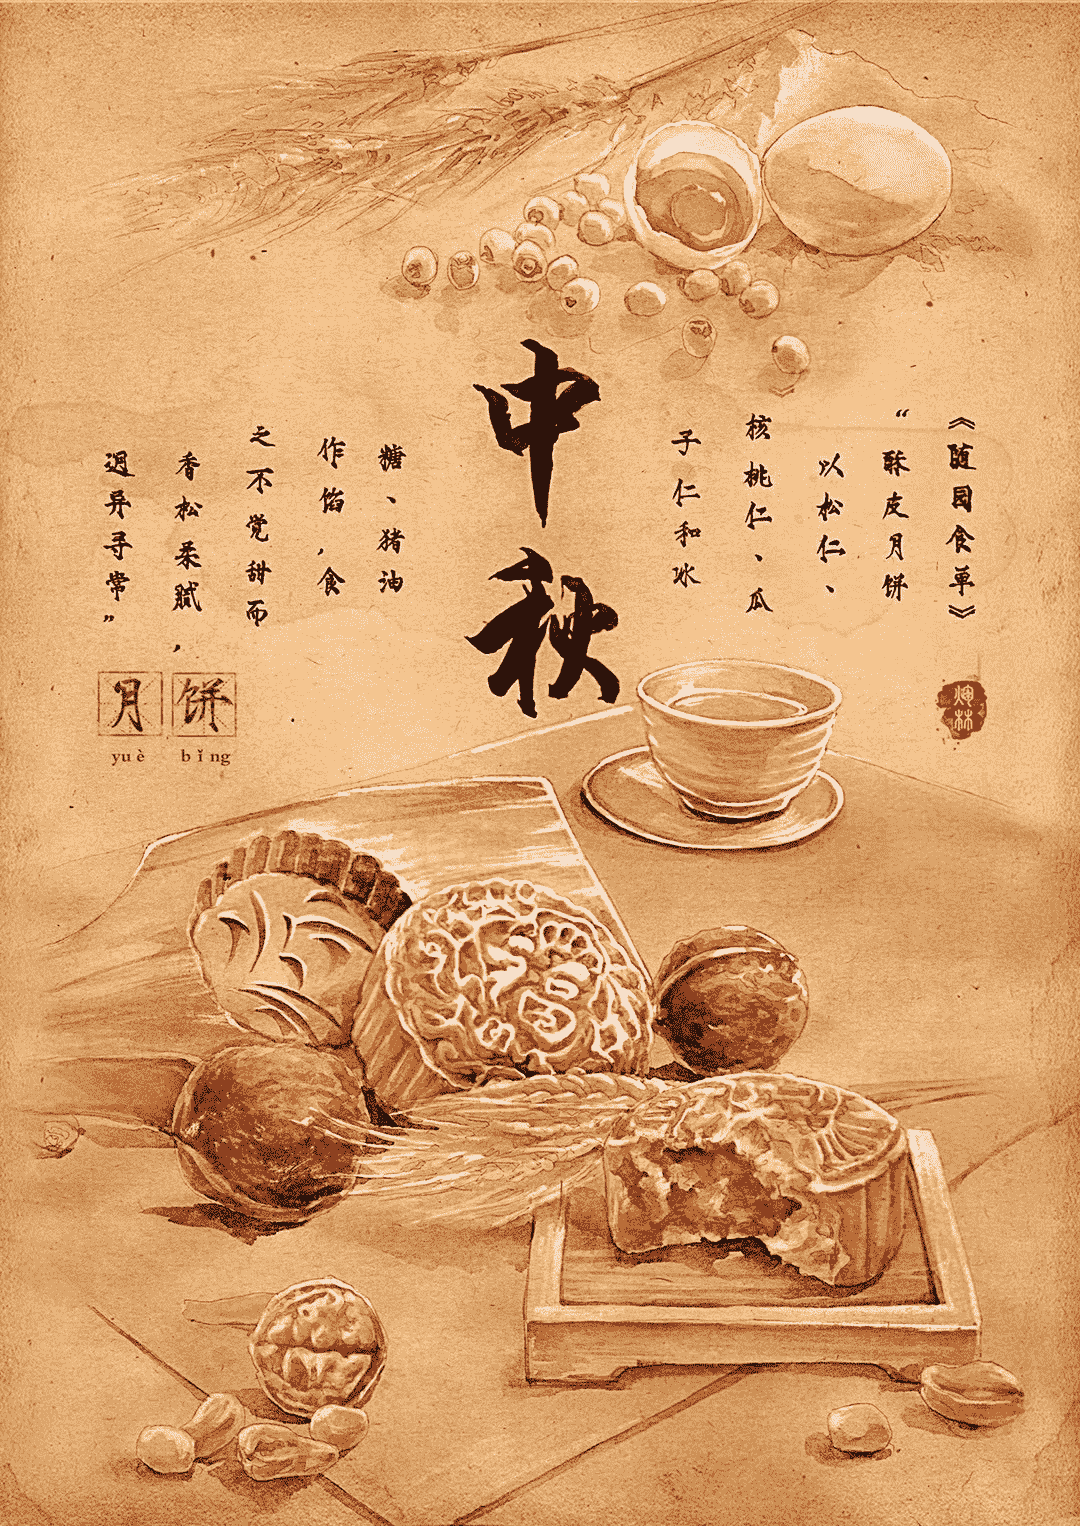 中秋
《随园食单》
“酥皮月饼
以松仁、
核桃仁、瓜
子仁和冰
糖、猪油
作馅,食
之不觉甜而
香松柔腻,
迥异寻常”
月饼
yuè bǐng
福